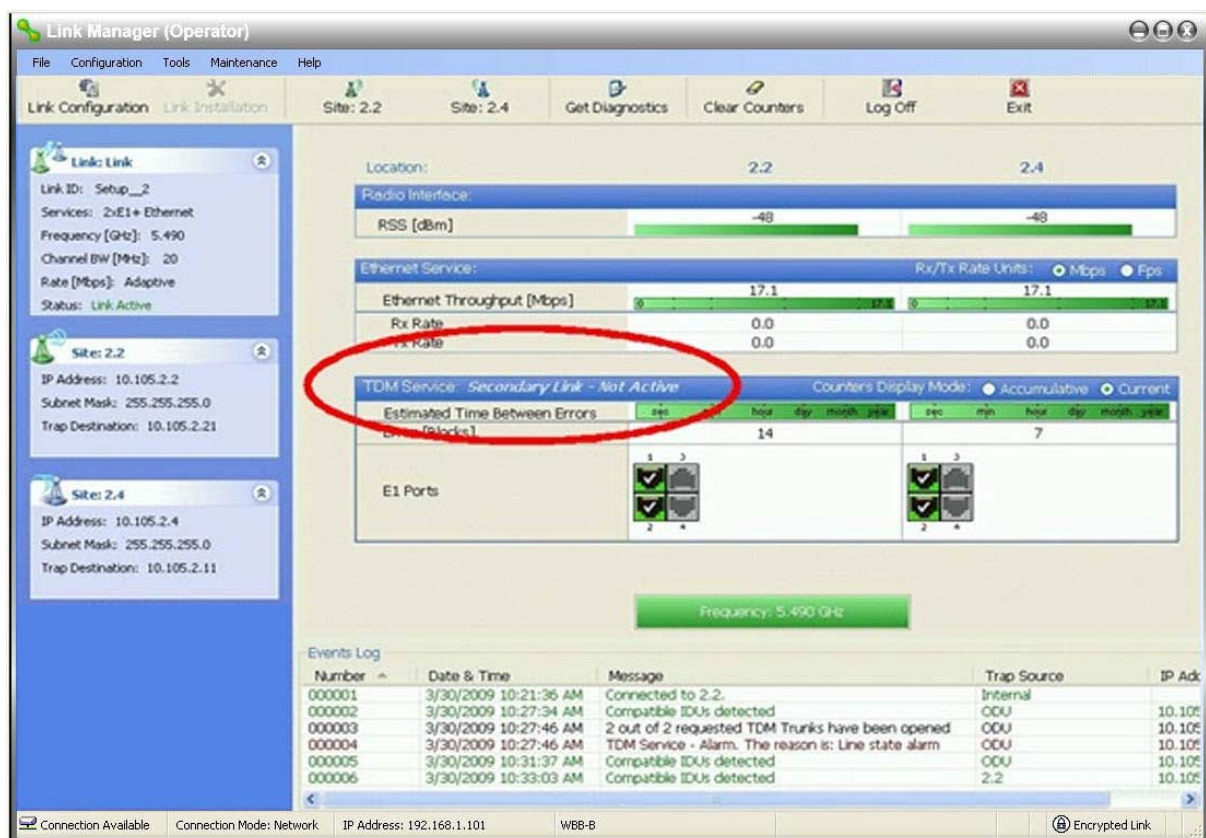 Link Manager (Operator)
File Configuration Tools Maintenance Help
Link Configuration Link Installation Site: 2.2 Site: 2.4 Get Diagnostics Clear Counters Log Off Exit
Link: Link
Link ID: Setup__2
Services: 2xE1+ Ethernet
Frequency [GHz]: 5.490
Channel BW [MHz]: 20
Rate [Mbps]: Adaptive
Status: Link Active
Site: 2.2
IP Address: 10.105.2.2
Subnet Mask: 255.255.255.0
Trap Destination: 10.105.2.21
Site: 2.4
IP Address: 10.105.2.4
Subnet Mask: 255.255.255.0
Trap Destination: 10.105.2.11
Location: 2.2 2.4
Radio Interface:
RSS [dBm] -48 -48
Ethernet Service: Rx/Tx Rate Units: Mbps Fps
Ethernet Throughput [Mbps] 17.1 17.1
0 17.1 0 17.1
Rx Rate 0.0 0.0
Tx Rate 0.0 0.0
TDM Service: Secondary Link - Not Active Counters Display Mode: Accumulative Current
Estimated Time Between Errors sec min hour day month year sec min hour day month year
[Blocks] 14 7
1 3 1 3
E1 Ports
2 4 2 4
Frequency: 5.490 GHz
Events Log
Number Date & Time Message Trap Source IP Adc
000001 3/30/2009 10:21:36 AM Connected to 2.2. Internal
000002 3/30/2009 10:27:34 AM Compatible IDUs detected ODU 10.105
000003 3/30/2009 10:27:46 AM 2 out of 2 requested TDM Trunks have been opened ODU 10.105
000004 3/30/2009 10:27:46 AM TDM Service - Alarm. The reason is: Line state alarm ODU 10.105
000005 3/30/2009 10:31:37 AM Compatible IDUs detected ODU 10.105
000006 3/30/2009 10:33:03 AM Compatible IDUs detected 2.2 10.105
Connection Available Connection Mode: Network IP Address: 192.168.1.101 WBB-B Encrypted Link